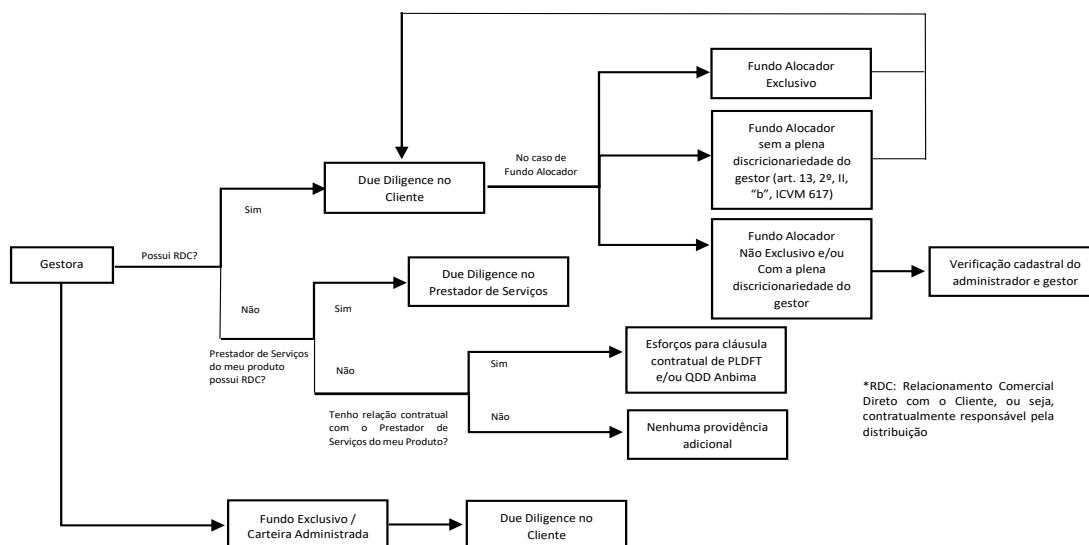 Fundo Alocador
Exclusivo
Fundo Alocador
sem a plena
discricionariedade do
gestor (art. 13, 2º, II,
“b”, ICVM 617)
No caso de
Fundo Alocador
Due Diligence no
Cliente
Sim
Fundo Alocador
Não Exclusivo e/ou
Com a plena
discricionariedade do
gestor
Verificação cadastral do
administrador e gestor
Gestora
Possui RDC?
Due Diligence no
Prestador de Serviços
Não
Sim
Prestador de Serviços
do meu produto
possui RDC?
Não
Sim
Esforços para cláusula
contratual de PLDFT
e/ou QDD Anbima
*RDC: Relacionamento Comercial
Direto com o Cliente, ou seja,
contratualmente responsável pela
distribuição
Tenho relação contratual
com o Prestador de
Serviços do meu Produto?
Não
Nenhuma providência
adicional
Fundo Exclusivo /
Carteira Administrada
Due Diligence no
Cliente